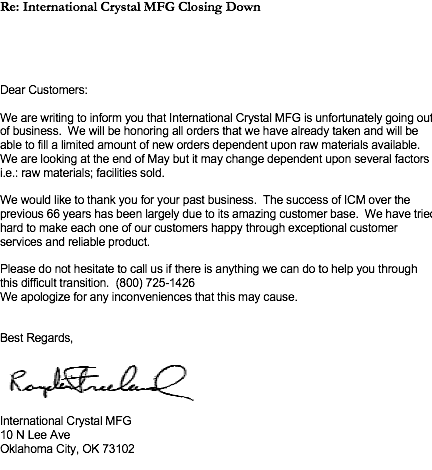 Re: International Crystal MFG Closing Down
Dear Customers:
We are writing to inform you that International Crystal MFG is unfortunately going out
of business.  We will be honoring all orders that we have already taken and will be
able to fill a limited amount of new orders dependent upon raw materials available.
We are looking at the end of May but it may change dependent upon several factors
i.e.: raw materials; facilities sold.
We would like to thank you for your past business.  The success of ICM over the
previous 66 years has been largely due to its amazing customer base.  We have tried
hard to make each one of our customers happy through exceptional customer
services and reliable product.
Please do not hesitate to call us if there is anything we can do to help you through
this difficult transition.  (800) 725-1426
We apologize for any inconveniences that this may cause.
Best Regards,
International Crystal MFG
10 N Lee Ave
Oklahoma City, OK 73102